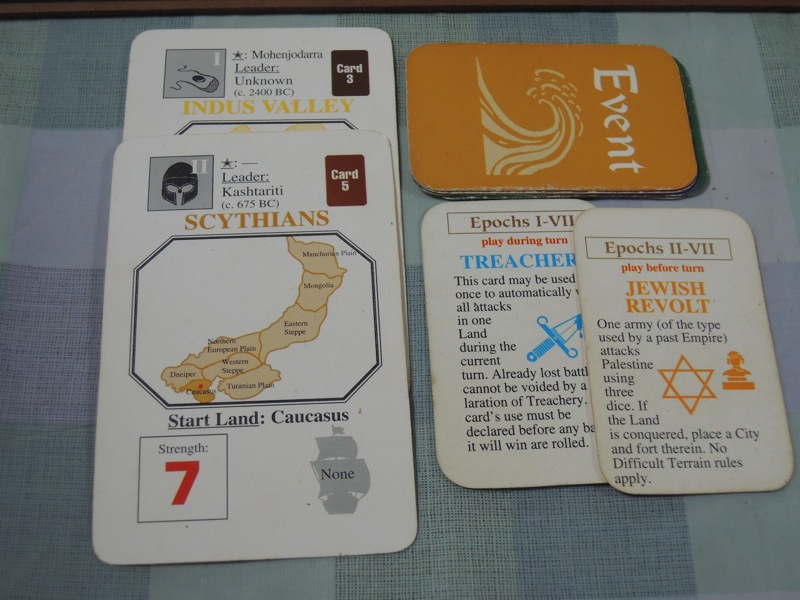 I
★: Mohenjodarra
Leader:
Unknown
(c. 2400 BC)
Card
3
INDUS VALLEY
II
★: —
Leader:
Kashtariti
(c. 675 BC)
Card
5
SCYTHIANS
Manchurian Plain
Mongolia
Eastern
Steppe
Northern
European Plain
Western
Steppe
Dneiper
Turanian Plain
Caucasus
Start Land: Caucasus
Strength:
7
None
Event
Epochs I-VII
play during turn
TREACHER
This card may be used
once to automatically
all attacks
in one
Land
during the
current
turn. Already lost battl
cannot be voided by a
laration of Treachery.
card's use must be
declared before any ba
it will win are rolled.
Epochs II-VII
play before turn
JEWISH
REVOLT
One army (of the type
used by a past Empire)
attacks
Palestine
using
three
dice. If
the Land
is conquered, place a City
and fort therein. No
Difficult Terrain rules
apply.